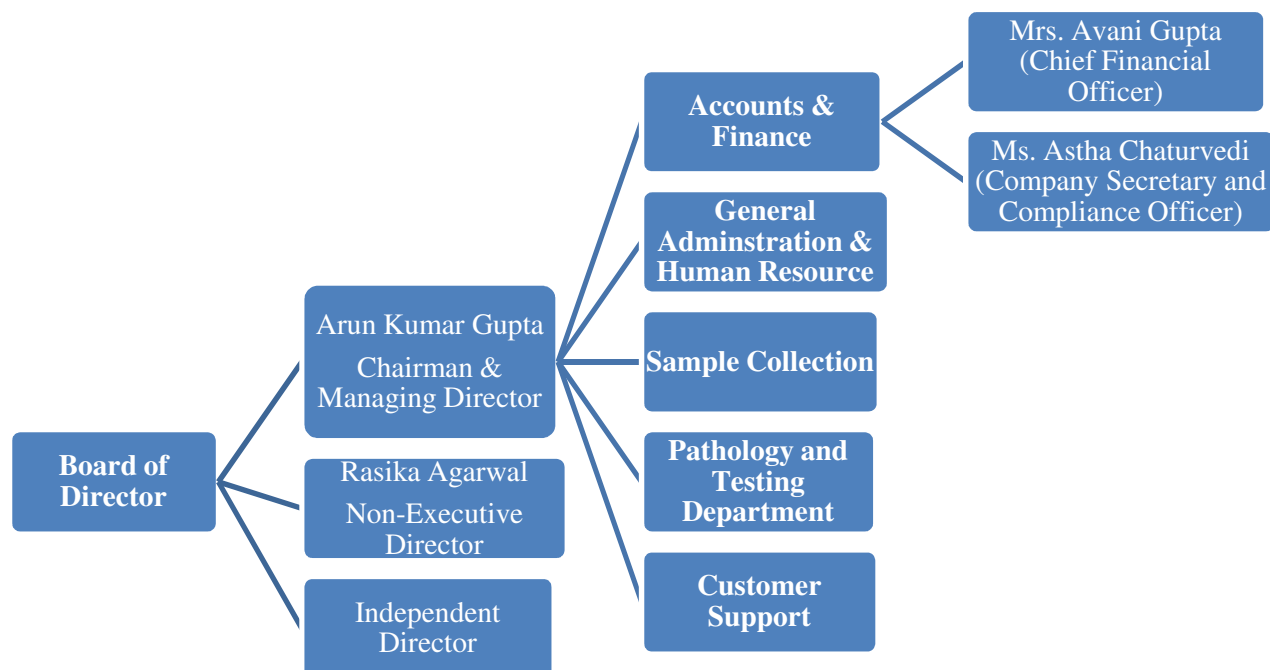 Board of
Director
Arun Kumar Gupta
Chairman &
Managing Director
Rasika Agarwal
Non-Executive
Director
Independent
Director
Accounts &
Finance
General
Adminstration &
Human Resource
Sample Collection
Pathology and
Testing
Department
Customer
Support
Mrs. Avani Gupta
(Chief Financial
Officer)
Ms. Astha Chaturvedi
(Company Secretary and
Compliance Officer)